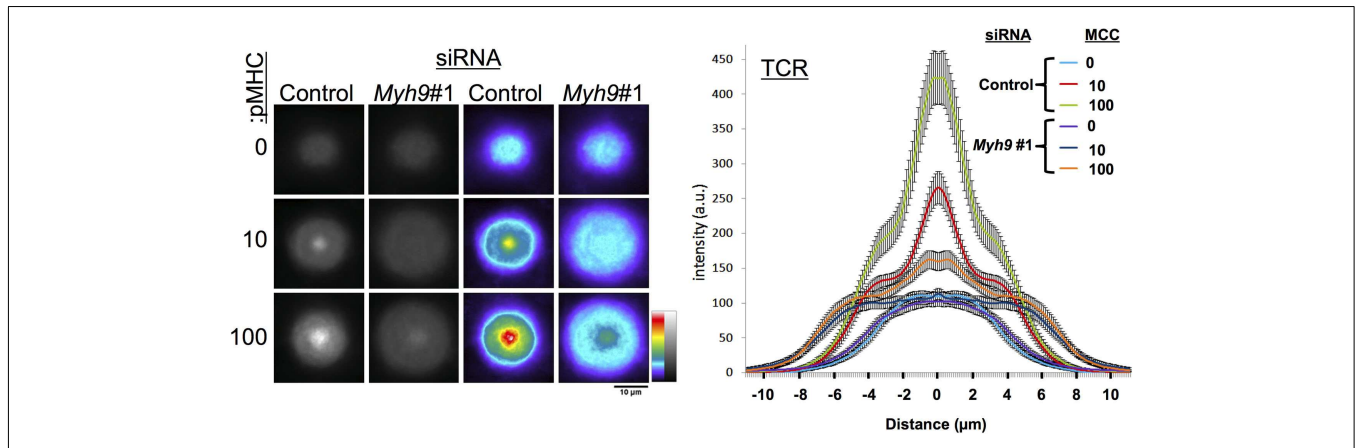 siRNA
:pMHC
Control Myh9#1 Control Myh9#1
0
10
100
10 µm
TCR
siRNA MCC
Control
0
10
100
Myh9 #1
0
10
100
intensity (a.u.)
450
400
350
300
250
200
150
100
50
0
-10 -8 -6 -4 -2 0 2 4 6 8 10
Distance (µm)